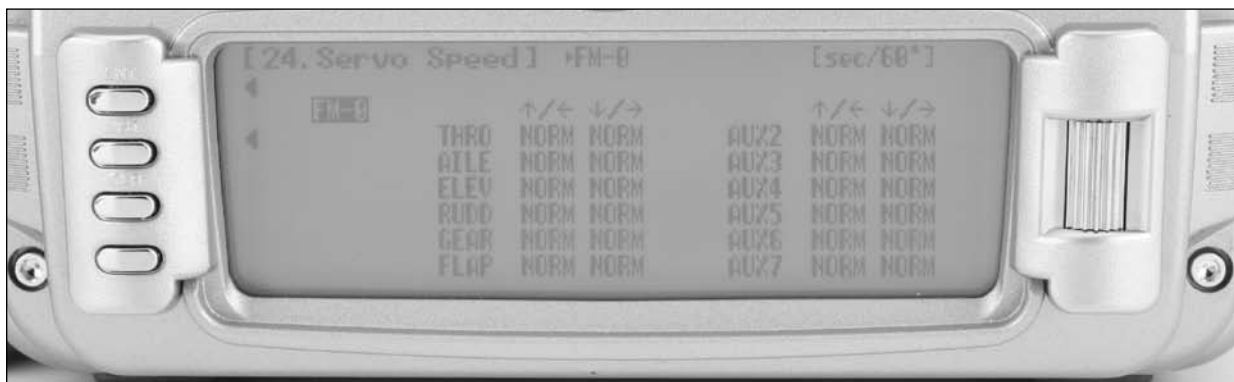 [24.Servo Speed] ▸FM-0 [sec/60°]
FM-0 ↑/← ↓/→ ↑/← ↓/→
THRO NORM NORM AUX2 NORM NORM
AILE NORM NORM AUX3 NORM NORM
ELEV NORM NORM AUX4 NORM NORM
RUDD NORM NORM AUX5 NORM NORM
GEAR NORM NORM AUX6 NORM NORM
FLAP NORM NORM AUX7 NORM NORM